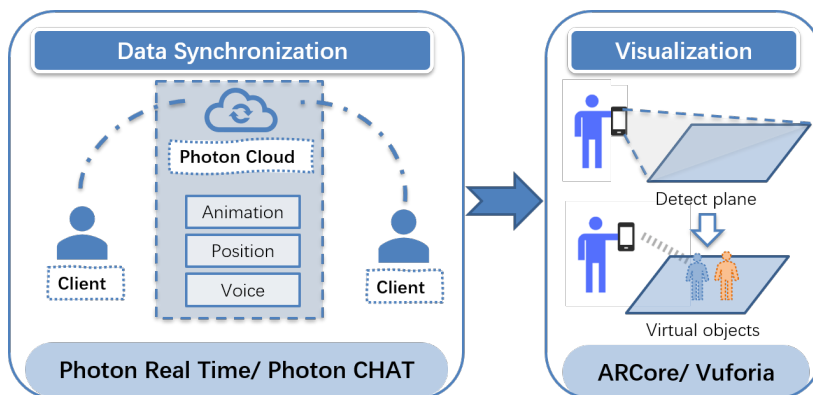 Data Synchronization
Photon Cloud
Animation
Position
Voice
Client
Client
Photon Real Time/ Photon CHAT
Visualization
Detect plane
Virtual objects
ARCore/ Vuforia